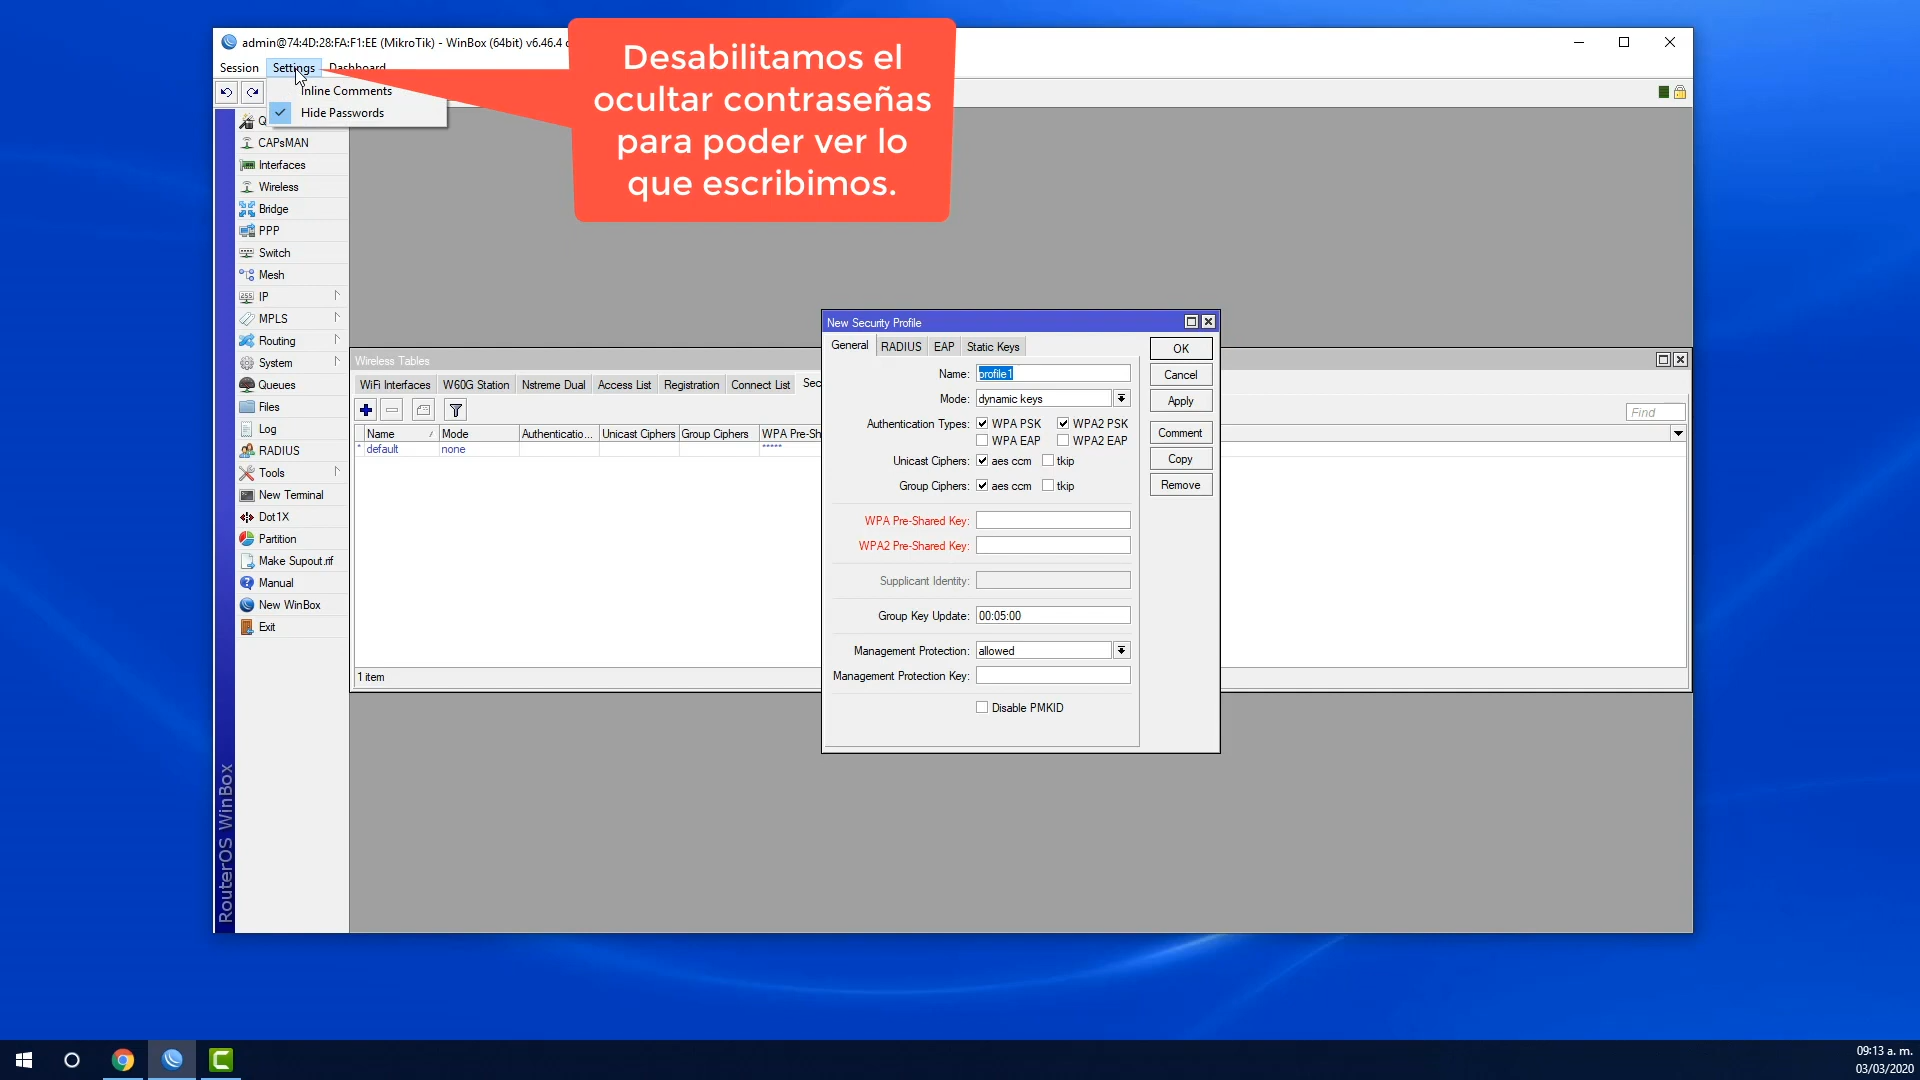 admin@74:4D:28:FA:F1:EE (MikroTik) - WinBox (64bit) v6.46.4
Desabilitamos el
ocultar contraseñas
para poder ver lo
que escribimos.
Session Settings Dashboard
Inline Comments
Hide Passwords
CAPsMAN
Interfaces
Wireless
Bridge
PPP
Switch
Mesh
IP
MPLS
Routing
System
Queues
Files
Log
RADIUS
Tools
New Terminal
Dot1X
Partition
Make Supout.rif
Manual
New WinBox
Exit
RouterOS WinBox
Wireless Tables
WiFi Interfaces W60G Station Nstreme Dual Access List Registration Connect List Sec
Find
Name / Mode Authenticatio... Unicast Ciphers Group Ciphers WPA Pre-Sh
* default none *****
1 item
New Security Profile
General RADIUS EAP Static Keys
Name: profile1
Mode: dynamic keys
Authentication Types: WPA PSK WPA2 PSK
WPA EAP WPA2 EAP
Unicast Ciphers: aes ccm tkip
Group Ciphers: aes ccm tkip
WPA Pre-Shared Key:
WPA2 Pre-Shared Key:
Supplicant Identity:
Group Key Update: 00:05:00
Management Protection: allowed
Management Protection Key:
Disable PMKID
OK
Cancel
Apply
Comment
Copy
Remove
09:13 a. m.
03/03/2020